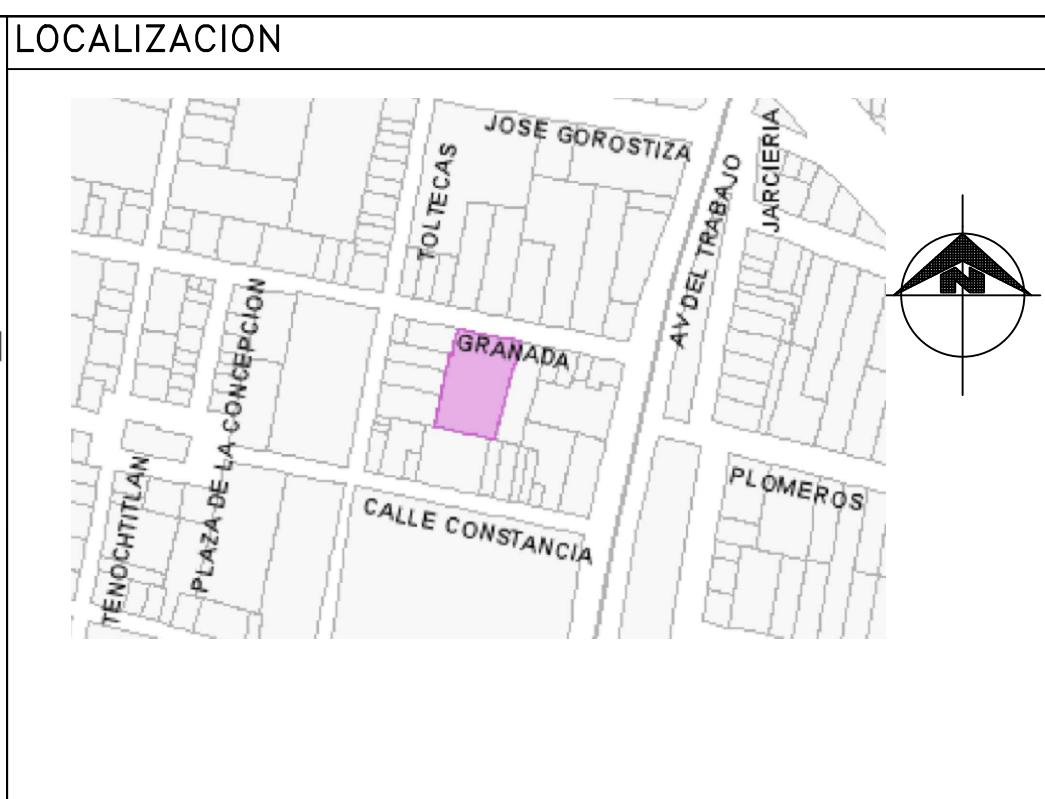 LOCALIZACION
JOSE GOROSTIZA
JARCIERIA
TOLTECAS
AV DEL TRABAJO
N
PLAZA DE LA CONCEPCION
GRANADA
TENOCHTITLAN
PLOMEROS
CALLE CONSTANCIA